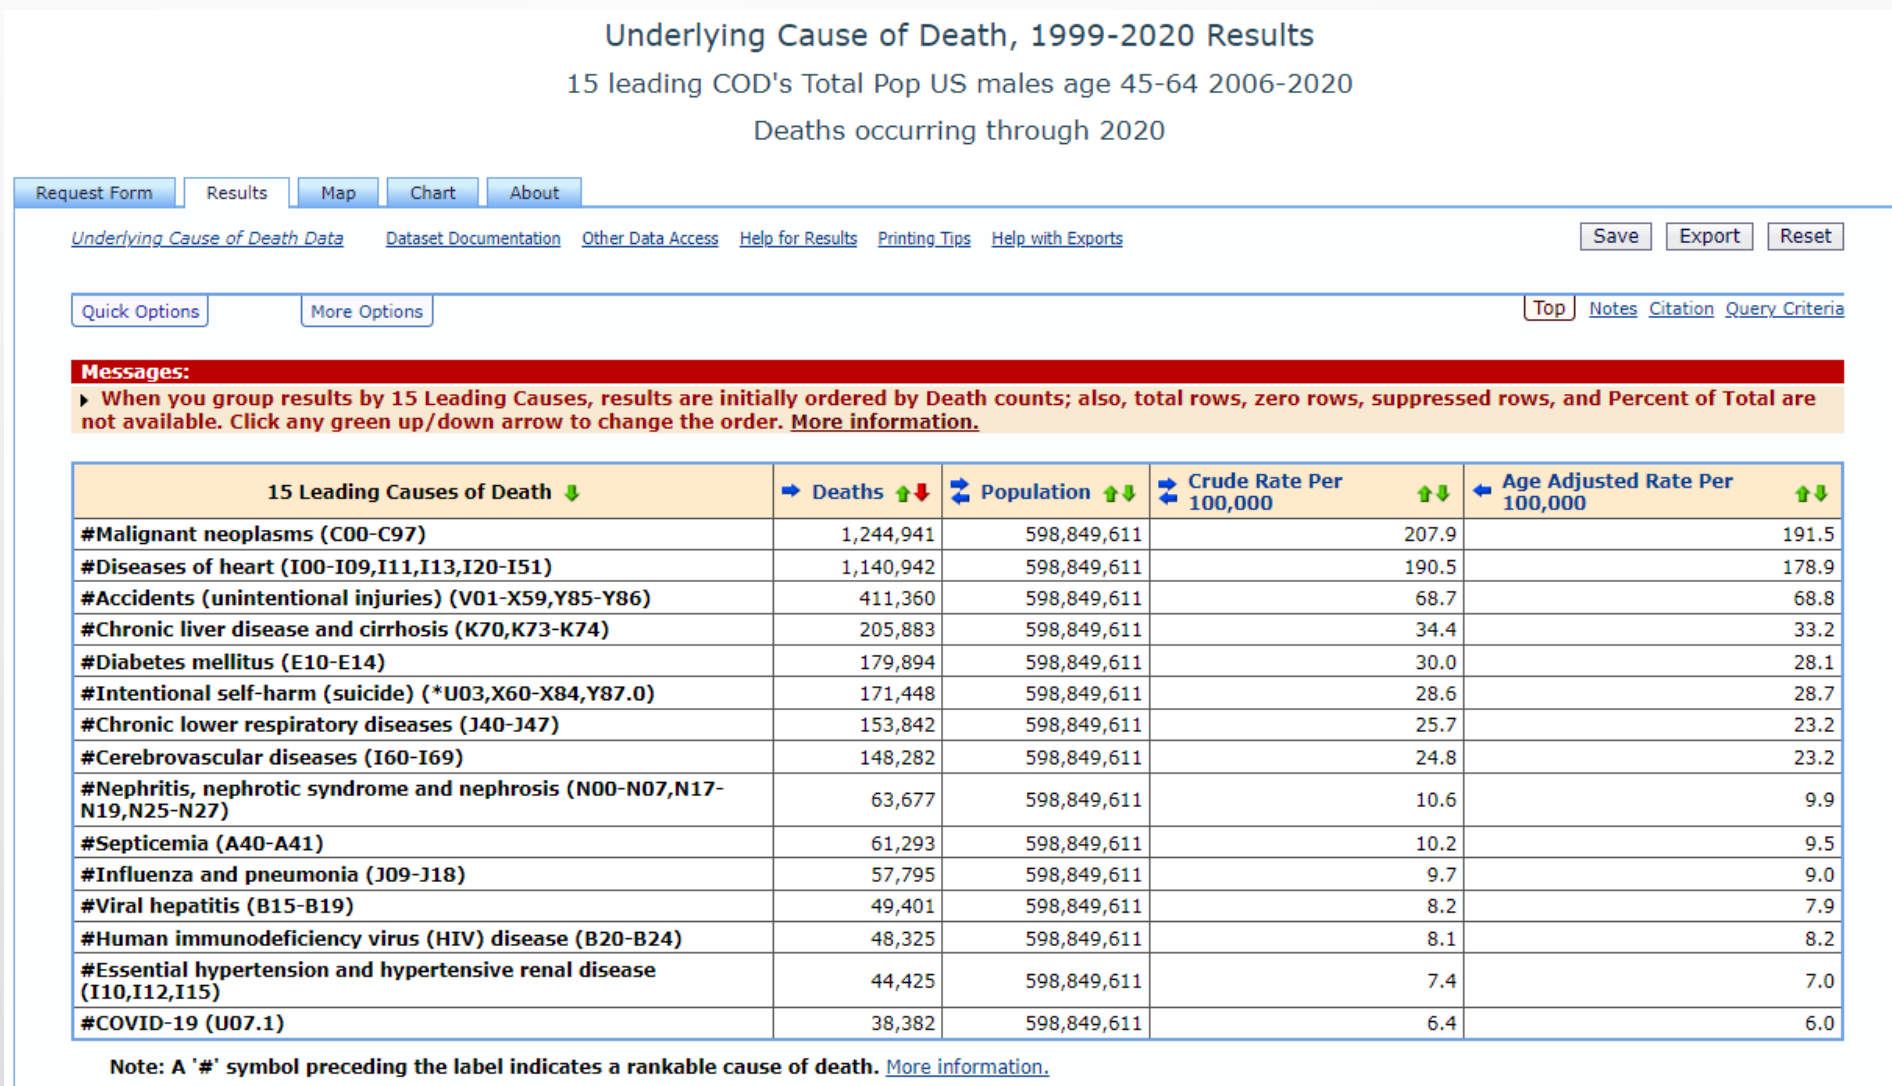 Underlying Cause of Death, 1999-2020 Results
15 leading COD's Total Pop US males age 45-64 2006-2020
Deaths occurring through 2020
Request Form Results Map Chart About
Underlying Cause of Death Data Dataset Documentation Other Data Access Help for Results Printing Tips Help with Exports Save Export Reset
Quick Options More Options Top Notes Citation Query Criteria
Messages:
When you group results by 15 Leading Causes, results are initially ordered by Death counts; also, total rows, zero rows, suppressed rows, and Percent of Total are
not available. Click any green up/down arrow to change the order. More information.
15 Leading Causes of Death Deaths Population Crude Rate Per 100,000 Age Adjusted Rate Per 100,000
#Malignant neoplasms (C00-C97) 1,244,941 598,849,611 207.9 191.5
#Diseases of heart (I00-I09,I11,I13,I20-I51) 1,140,942 598,849,611 190.5 178.9
#Accidents (unintentional injuries) (V01-X59,Y85-Y86) 411,360 598,849,611 68.7 68.8
#Chronic liver disease and cirrhosis (K70,K73-K74) 205,883 598,849,611 34.4 33.2
#Diabetes mellitus (E10-E14) 179,894 598,849,611 30.0 28.1
#Intentional self-harm (suicide) (*U03,X60-X84,Y87.0) 171,448 598,849,611 28.6 28.7
#Chronic lower respiratory diseases (J40-J47) 153,842 598,849,611 25.7 23.2
#Cerebrovascular diseases (I60-I69) 148,282 598,849,611 24.8 23.2
#Nephritis, nephrotic syndrome and nephrosis (N00-N07,N17-
N19,N25-N27) 63,677 598,849,611 10.6 9.9
#Septicemia (A40-A41) 61,293 598,849,611 10.2 9.5
#Influenza and pneumonia (J09-J18) 57,795 598,849,611 9.7 9.0
#Viral hepatitis (B15-B19) 49,401 598,849,611 8.2 7.9
#Human immunodeficiency virus (HIV) disease (B20-B24) 48,325 598,849,611 8.1 8.2
#Essential hypertension and hypertensive renal disease
(I10,I12,I15) 44,425 598,849,611 7.4 7.0
#COVID-19 (U07.1) 38,382 598,849,611 6.4 6.0
Note: A '#' symbol preceding the label indicates a rankable cause of death. More information.